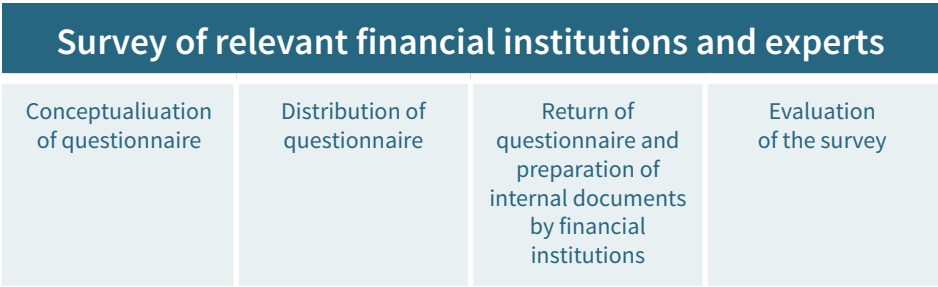 Survey of relevant financial institutions and experts
Conceptualiuation
of questionnaire
Distribution of
questionnaire
Return of
questionnaire and
preparation of
internal documents
by financial
institutions
Evaluation
of the survey